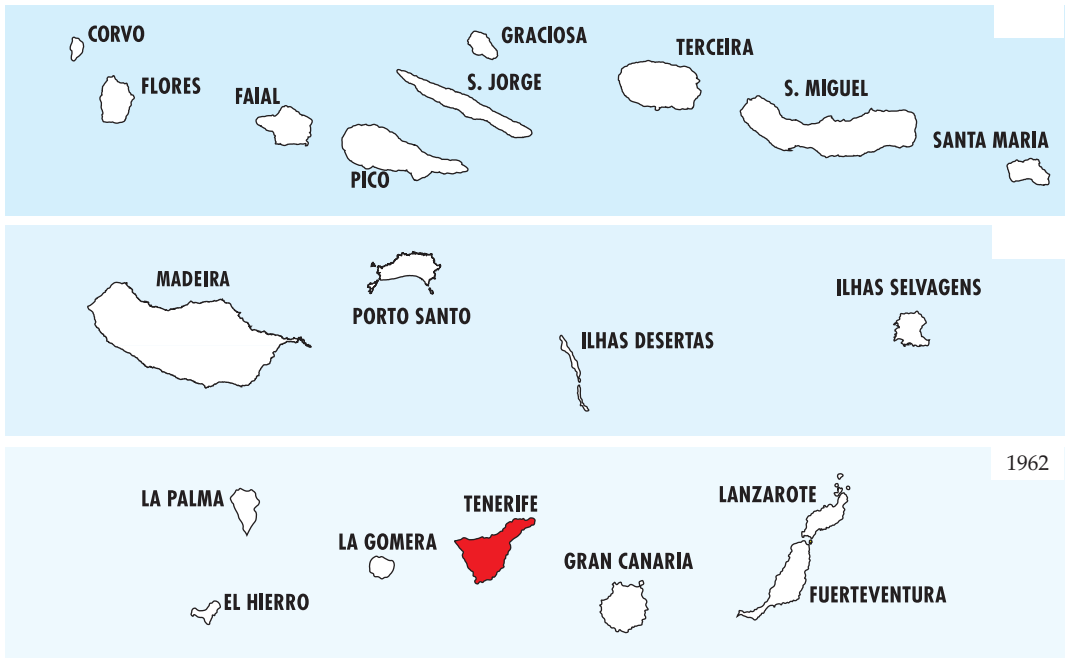 CORVO
FLORES
FAIAL
PICO
GRACIOSA
S. JORGE
TERCEIRA
S. MIGUEL
SANTA MARIA
MADEIRA
PORTO SANTO
ILHAS DESERTAS
ILHAS SELVAGENS
1962
LA PALMA
EL HIERRO
LA GOMERA
TENERIFE
GRAN CANARIA
LANZAROTE
FUERTEVENTURA